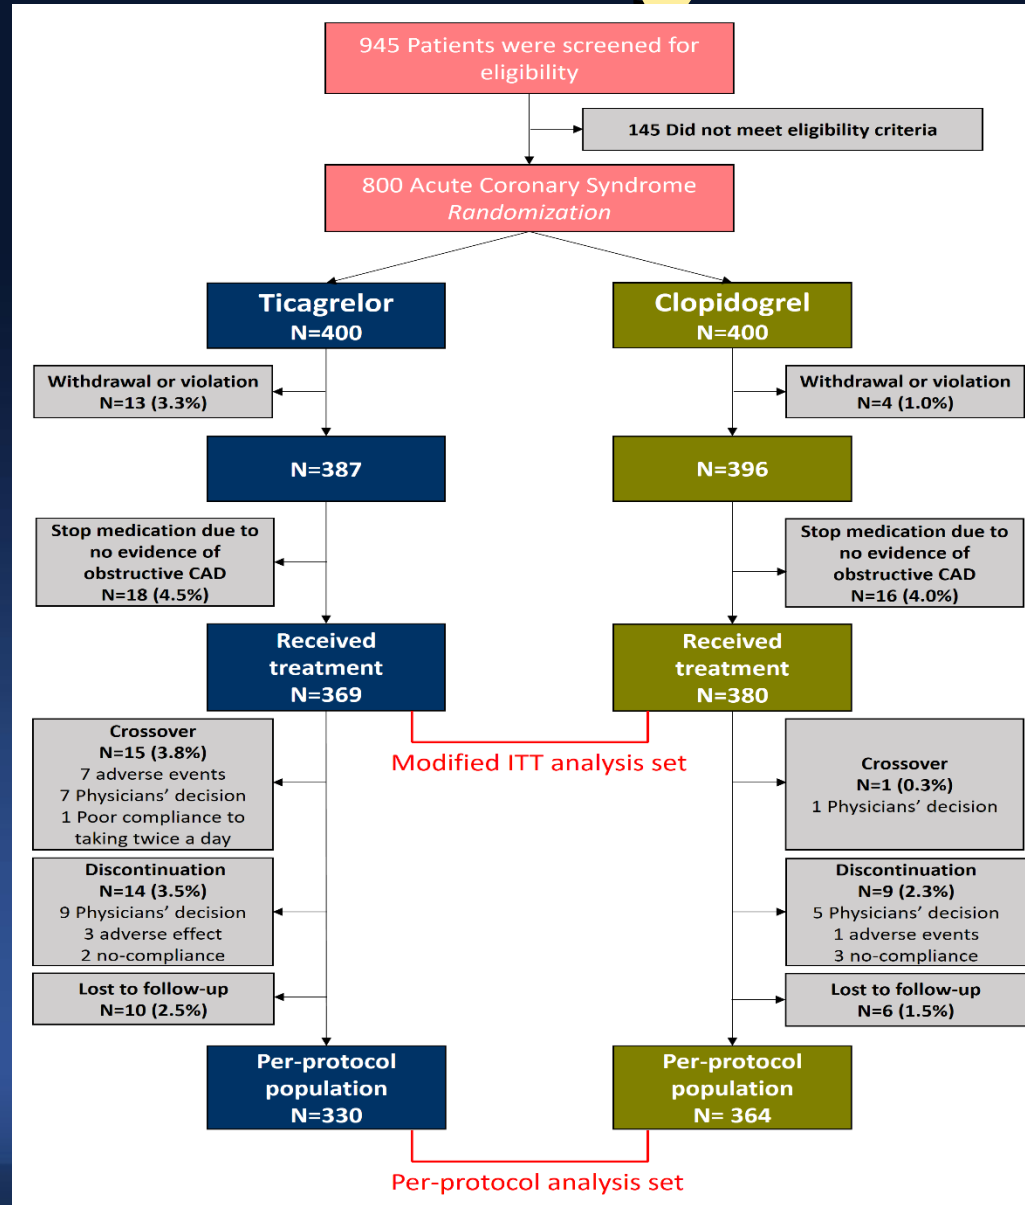 945 Patients were screened for
eligibility
145 Did not meet eligibility criteria
800 Acute Coronary Syndrome
Randomization
Ticagrelor
N=400
Clopidogrel
N=400
Withdrawal or violation
N=13 (3.3%)
Withdrawal or violation
N=4 (1.0%)
N=387
N=396
Stop medication due to
no evidence of
obstructive CAD
N=18 (4.5%)
Stop medication due to
no evidence of
obstructive CAD
N=16 (4.0%)
Received
treatment
N=369
Received
treatment
N=380
Modified ITT analysis set
Crossover
N=15 (3.8%)
7 adverse events
7 Physicians’ decision
1 Poor compliance to
taking twice a day
Crossover
N=1 (0.3%)
1 Physicians’ decision
Discontinuation
N=14 (3.5%)
9 Physicians’ decision
3 adverse effect
2 no-compliance
Discontinuation
N=9 (2.3%)
5 Physicians’ decision
1 adverse events
3 no-compliance
Lost to follow-up
N=10 (2.5%)
Lost to follow-up
N=6 (1.5%)
Per-protocol
population
N=330
Per-protocol
population
N= 364
Per-protocol analysis set